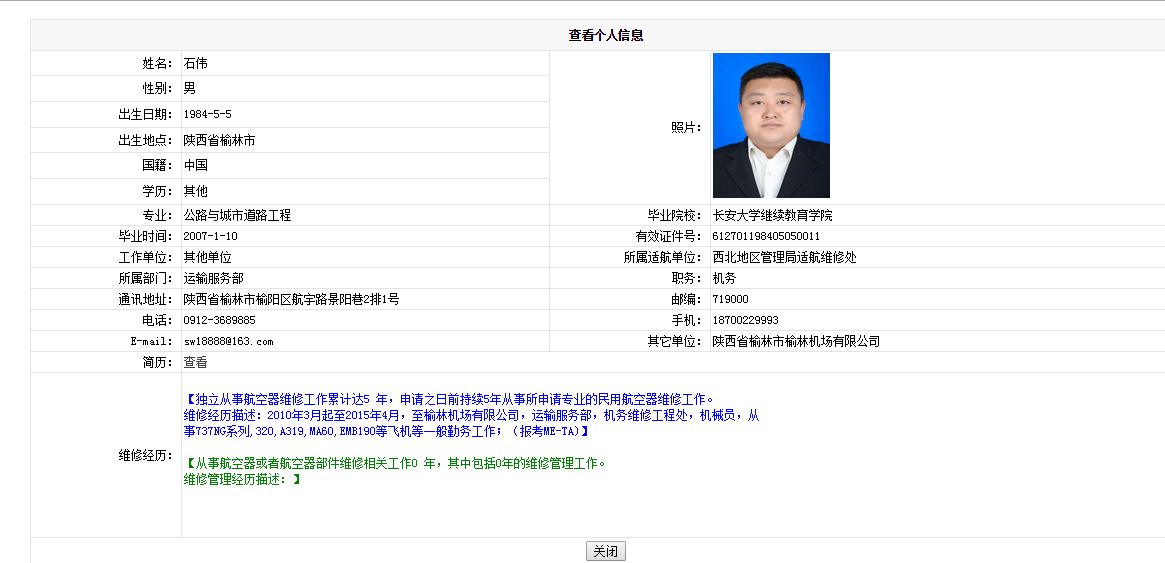 查看个人信息
姓名： 石伟
性别： 男
出生日期： 1984-5-5
出生地点： 陕西省榆林市
照片：
国籍： 中国
学历： 其他
专业： 公路与城市道路工程 毕业院校： 长安大学继续教育学院
毕业时间： 2007-1-10 有效证件号： 612701198405050011
工作单位： 其他单位 所属适航单位： 西北地区管理局适航维修处
所属部门： 运输服务部 职务： 机务
通讯地址： 陕西省榆林市榆阳区航宇路景阳巷2排1号 邮编： 719000
电话： 0912-3689885 手机： 18700229993
E-mail: sw18888@163.com 其它单位： 陕西省榆林市榆林机场有限公司
简历： 查看
维修经历：
【独立从事航空器维修工作累计达5 年，申请之日前持续5年从事所申请专业的民用航空器维修工作。
维修经历描述：2010年3月起至2015年4月，至榆林机场有限公司，运输服务部，机务维修工程处，机械员，从
事737NG系列,320,A319,MA60,EMB190等飞机等一般勤务工作；（报考ME-TA)】
【从事航空器或者航空器部件维修相关工作0 年，其中包括0年的维修管理工作。
维修管理经历描述： 】
关闭